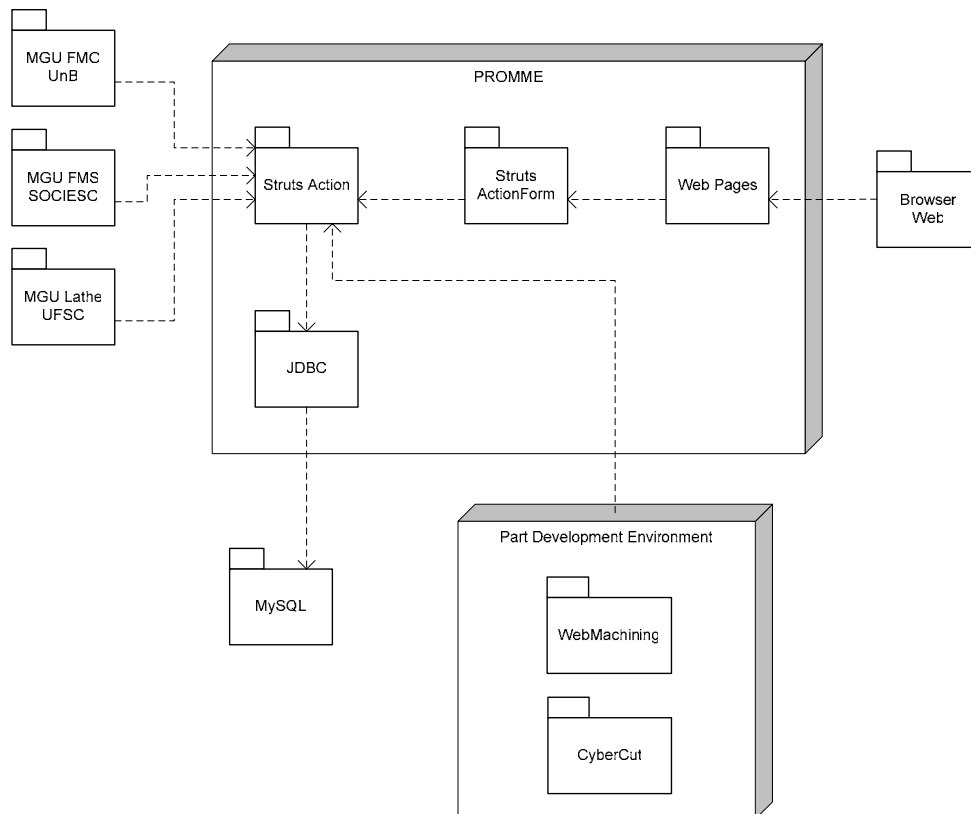 MGU FMC
UnB
PROMME
MGU FMS
SOCIESC
Struts Action
Struts
ActionForm
Web Pages
Browser
Web
MGU Lathe
UFSC
JDBC
Part Development Environment
MySQL
WebMachining
CyberCut